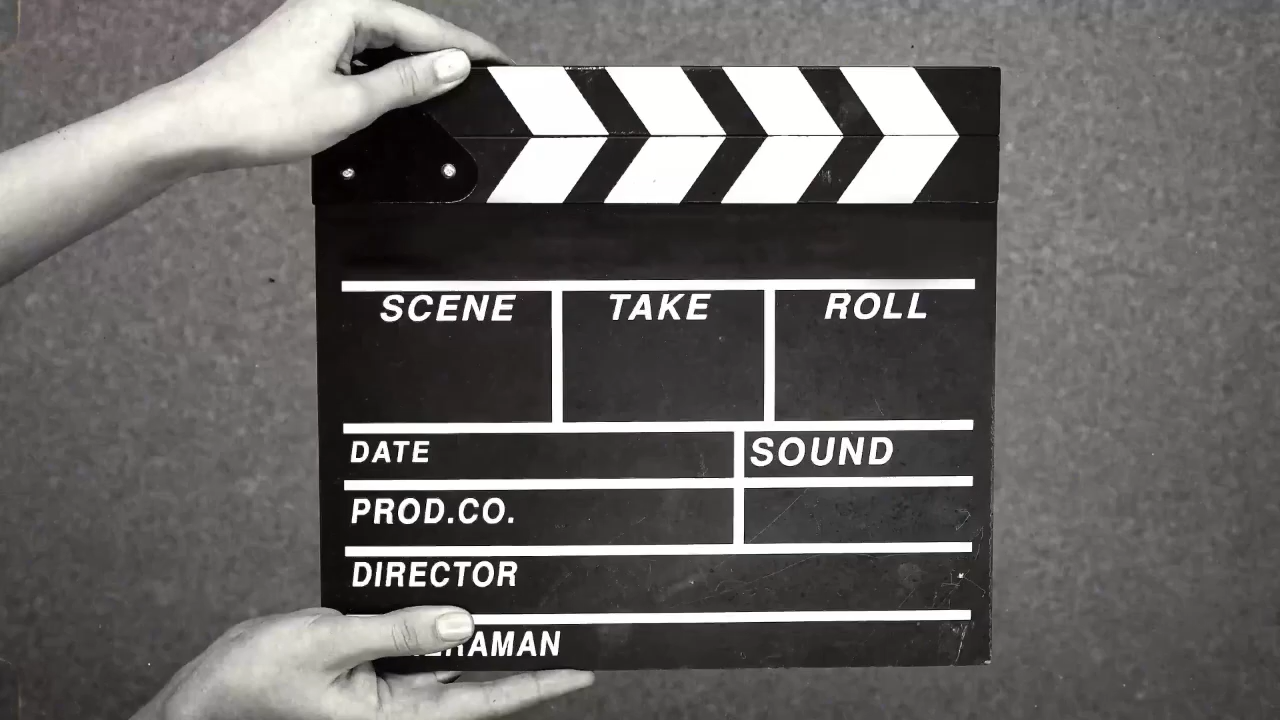 SCENE TAKE ROLL
DATE SOUND
PROD.CO.
DIRECTOR